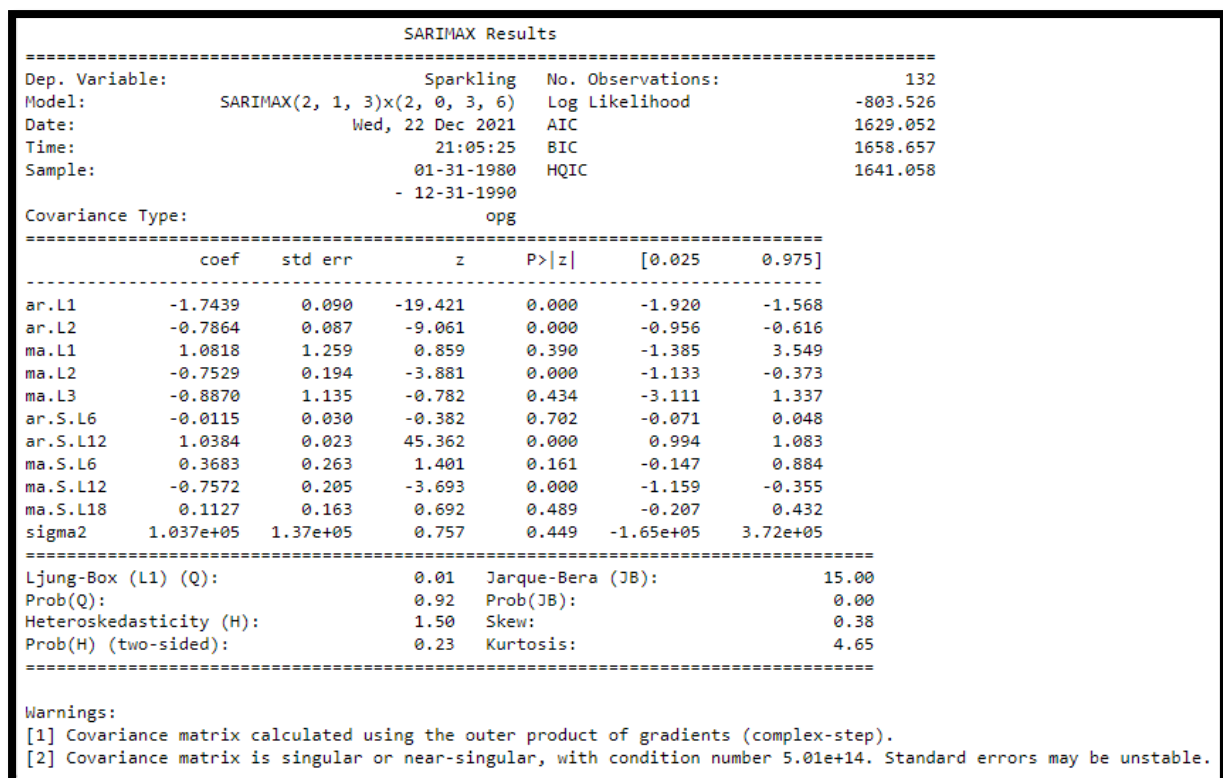 SARIMAX Results
==========================================================================================
Dep. Variable: Sparkling No. Observations: 132
Model: SARIMAX(2, 1, 3)x(2, 0, 3, 6) Log Likelihood -803.526
Date: Wed, 22 Dec 2021 AIC 1629.052
Time: 21:05:25 BIC 1658.657
Sample: 01-31-1980 HQIC 1641.058
- 12-31-1990
Covariance Type: opg
==============================================================================
coef std err z P>|z| [0.025 0.975]
------------------------------------------------------------------------------
ar.L1 -1.7439 0.090 -19.421 0.000 -1.920 -1.568
ar.L2 -0.7864 0.087 -9.061 0.000 -0.956 -0.616
ma.L1 1.0818 1.259 0.859 0.390 -1.385 3.549
ma.L2 -0.7529 0.194 -3.881 0.000 -1.133 -0.373
ma.L3 -0.8870 1.135 -0.782 0.434 -3.111 1.337
ar.S.L6 -0.0115 0.030 -0.382 0.702 -0.071 0.048
ar.S.L12 1.0384 0.023 45.362 0.000 0.994 1.083
ma.S.L6 0.3683 0.263 1.401 0.161 -0.147 0.884
ma.S.L12 -0.7572 0.205 -3.693 0.000 -1.159 -0.355
ma.S.L18 0.1127 0.163 0.692 0.489 -0.207 0.432
sigma2 1.037e+05 1.37e+05 0.757 0.449 -1.65e+05 3.72e+05
===================================================================================
Ljung-Box (L1) (Q): 0.01 Jarque-Bera (JB): 15.00
Prob(Q): 0.92 Prob(JB): 0.00
Heteroskedasticity (H): 1.50 Skew: 0.38
Prob(H) (two-sided): 0.23 Kurtosis: 4.65
===================================================================================
Warnings:
[1] Covariance matrix calculated using the outer product of gradients (complex-step).
[2] Covariance matrix is singular or near-singular, with condition number 5.01e+14. Standard errors may be unstable.